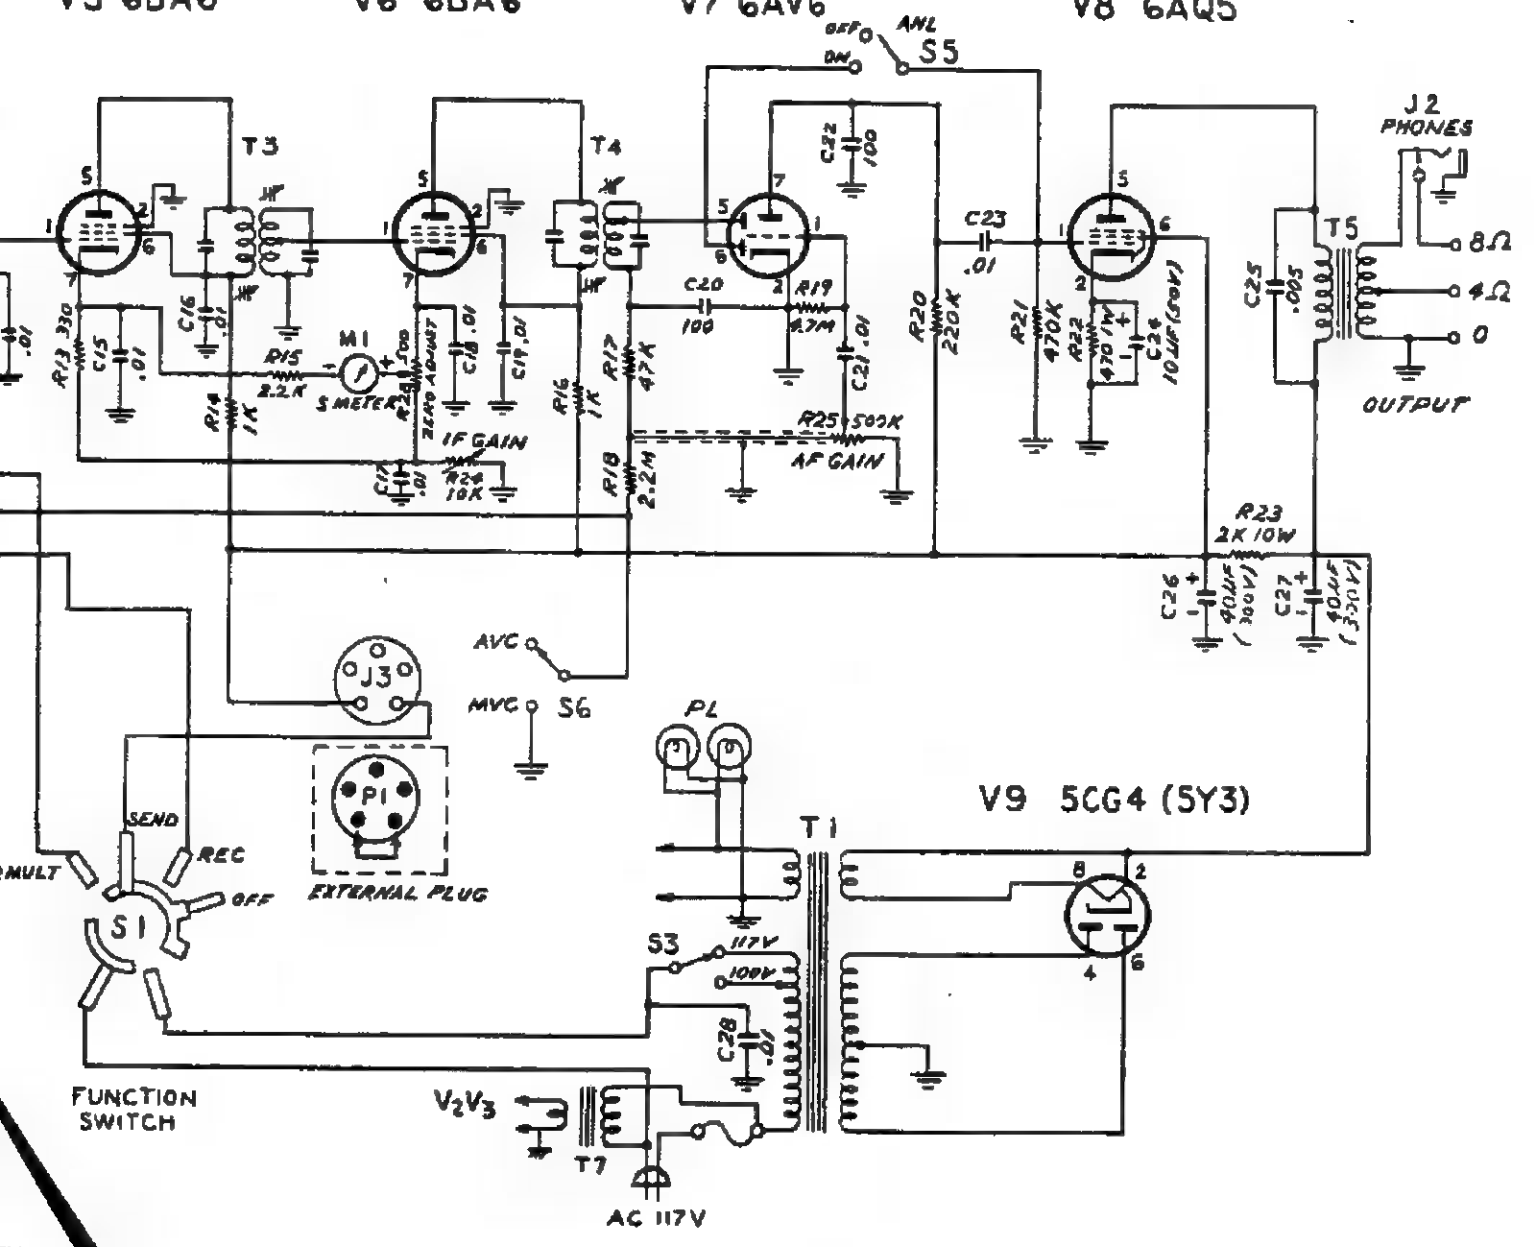 V5 6BA6
V6 6BA6
V7 6AV6
V8 6AQ5
OFF
ANL
ON
S5
J2
PHONES
T3
T4
C22
100
5
5
7
5
1
2
6
7
1
2
6
7
5
6
1
2
1
6
2
C23
.01
T5
8Ω
4Ω
0
OUTPUT
C25
.005
.01
R13 330
C15
.01
C16
.01
R14
1K
R15
2.2K
M1
-
+
S METER
500
ZERO ADJUST
C18 .01
C19 .01
IF GAIN
R24
10K
C17
.01
R16
1K
R17
47K
R18
2.2M
C20
100
R19
4.7M
C21 .01
R25 500K
AF GAIN
R20
220K
R21
470K
R22
470 1W
+
-
C24
10UF(50V)
R23
2K 10W
C26
+
-
40UF
(300V)
C27
+
-
40UF
J3
AVC
MVC
S6
PL
P1
EXTERNAL PLUG
V9 5CG4 (5Y3)
T1
8
2
4
6
SEND
REC
OFF
MULT
S1
FUNCTION
SWITCH
S3
117V
100V
C28
.01
V2V3
T7
AC 117V